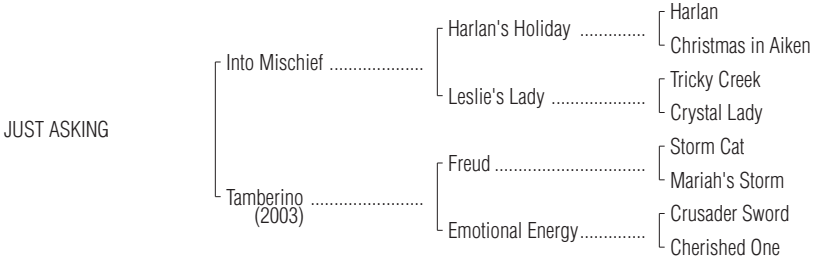 Harlan
Harlan's Holiday ..............
Christmas in Aiken
Into Mischief ....................
Tricky Creek
Leslie's Lady ....................
Crystal Lady
JUST ASKING
Storm Cat
Freud ................................
Mariah's Storm
Tamberino ........................
(2003)
Crusader Sword
Emotional Energy..............
Cherished One